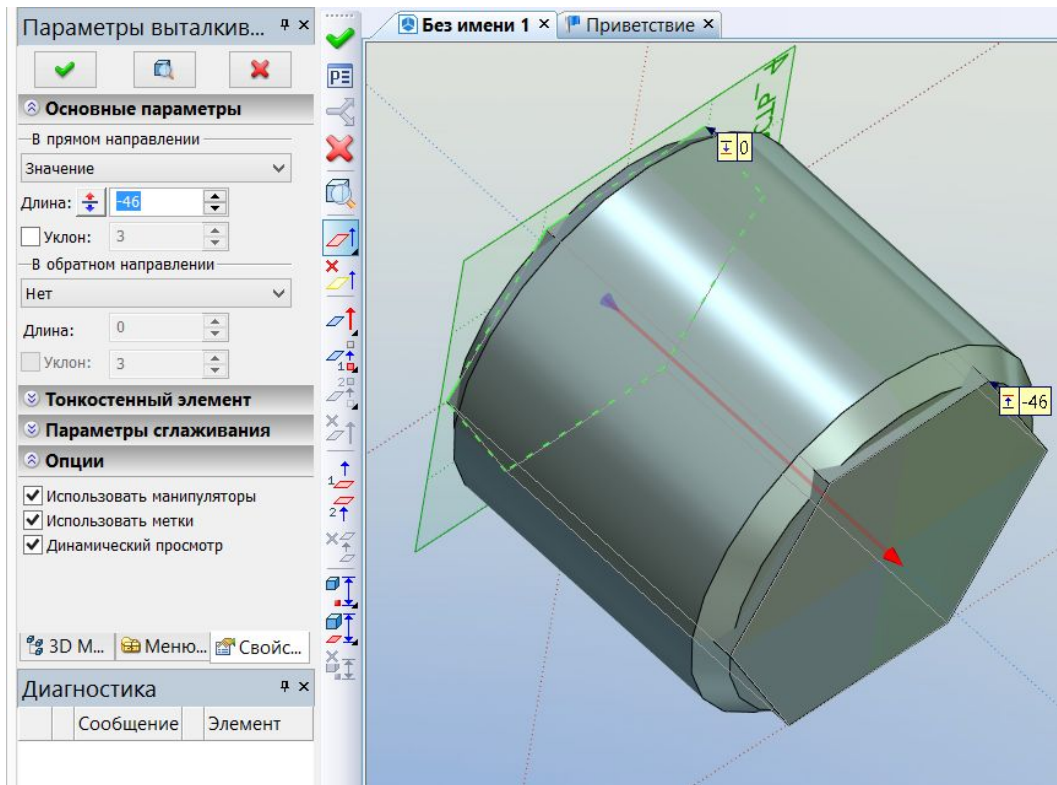 Параметры выталкив...
Без имени 1
Приветствие
Основные параметры
В прямом направлении
Значение
Длина: -46
Уклон: 3
В обратном направлении
Нет
Длина: 0
Уклон: 3
Тонкостенный элемент
Параметры сглаживания
Опции
Использовать манипуляторы
Использовать метки
Динамический просмотр
3D М...
Меню...
Свойс...
Диагностика
Сообщение Элемент
0
-46